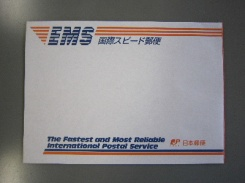 EMS 国際スピード郵便
The Fastest and Most Reliable
International Postal Service
JP 日本郵便